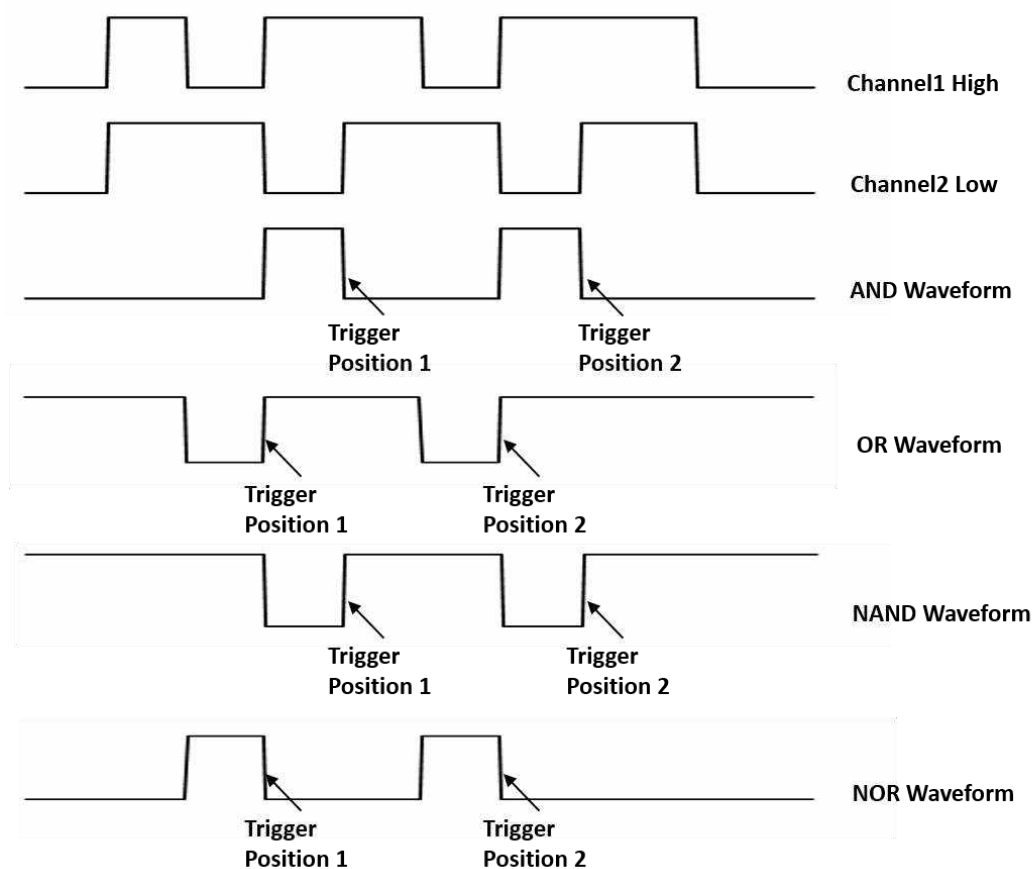 Channel1 High
Channel2 Low
AND Waveform
Trigger
Position 1
Trigger
Position 2
OR Waveform
Trigger
Position 1
Trigger
Position 2
NAND Waveform
Trigger
Position 1
Trigger
Position 2
NOR Waveform
Trigger
Position 1
Trigger
Position 2